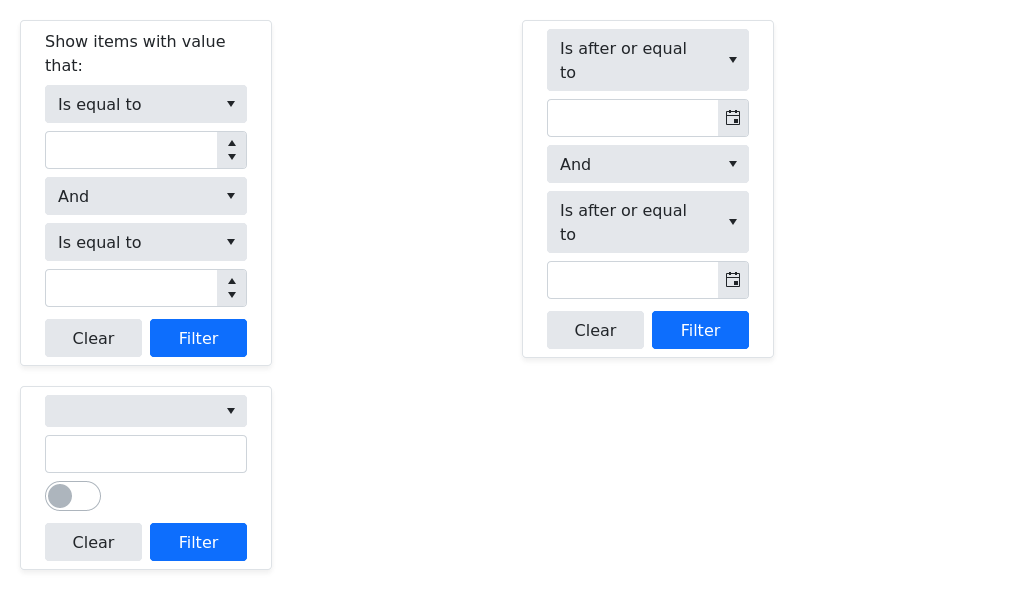 Show items with value
that:
Is equal to
And
Is equal to
Clear
Filter
Is after or equal
to
And
Is after or equal
to
Clear
Filter
Clear
Filter